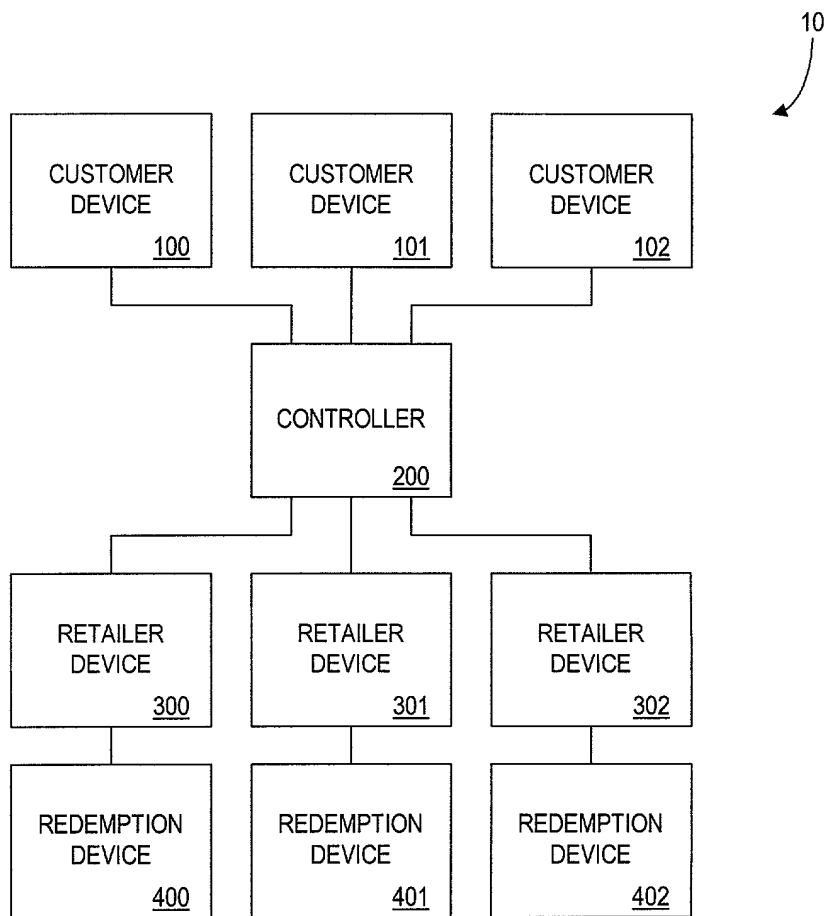 10
CUSTOMER
DEVICE
100
CUSTOMER
DEVICE
101
CUSTOMER
DEVICE
102
CONTROLLER
200
RETAILER
DEVICE
300
RETAILER
DEVICE
301
RETAILER
DEVICE
302
REDEMPTION
DEVICE
400
REDEMPTION
DEVICE
401
REDEMPTION
DEVICE
402